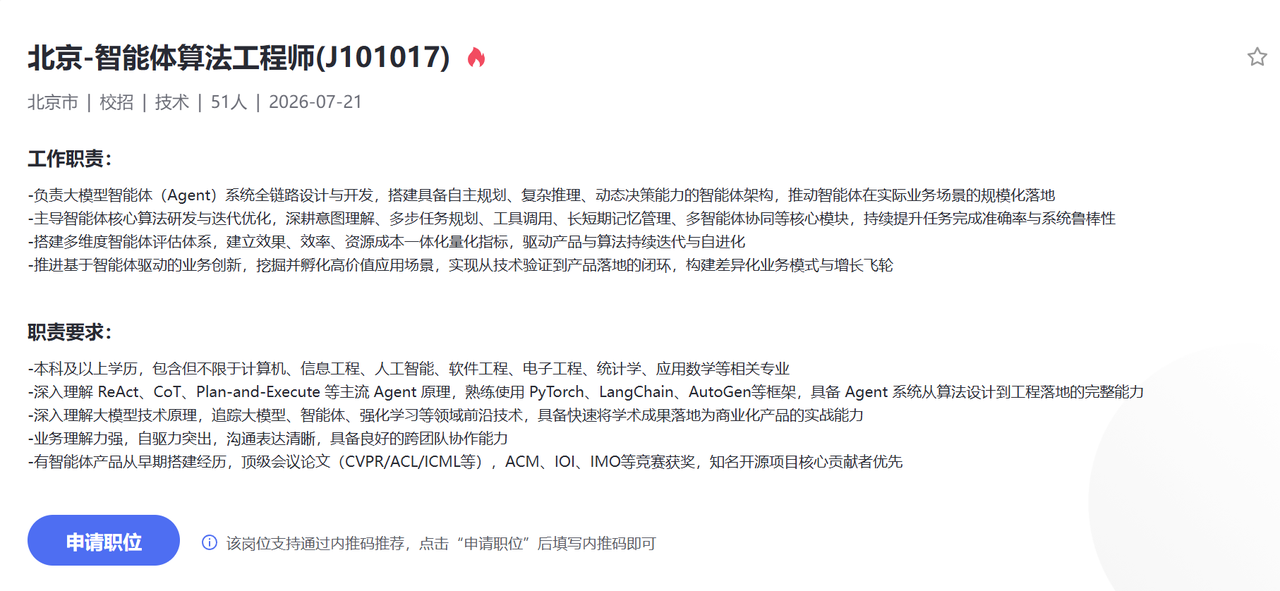 北京-智能体算法工程师(J101017)
北京市 | 校招 | 技术 | 51人 | 2026-07-21
工作职责：
-负责大模型智能体（Agent）系统全链路设计与开发，搭建具备自主规划、复杂推理、动态决策能力的智能体架构，推动智能体在实际业务场景的规模化落地
-主导智能体核心算法研发与迭代优化，深耕意图理解、多步任务规划、工具调用、长短期记忆管理、多智能体协同等核心模块，持续提升任务完成准确率与系统鲁棒性
-搭建多维度智能体评估体系，建立效果、效率、资源成本一体化量化指标，驱动产品与算法持续迭代与自进化
-推进基于智能体驱动的业务创新，挖掘并孵化高价值应用场景，实现从技术验证到产品落地的闭环，构建差异化业务模式与增长飞轮
职责要求：
-本科及以上学历，包含但不限于计算机、信息工程、人工智能、软件工程、电子工程、统计学、应用数学等相关专业
-深入理解 ReAct、CoT、Plan-and-Execute 等主流 Agent 原理，熟练使用 PyTorch、LangChain、AutoGen等框架，具备 Agent 系统从算法设计到工程落地的完整能力
-深入理解大模型技术原理，追踪大模型、智能体、强化学习等领域前沿技术，具备快速将学术成果落地为商业化产品的实战能力
-业务理解力强，自驱力突出，沟通表达清晰，具备良好的跨团队协作能力
-有智能体产品从早期搭建经历，顶级会议论文（CVPR/ACL/ICML等），ACM、IOI、IMO等竞赛获奖，知名开源项目核心贡献者优先
申请职位
该岗位支持通过内推码推荐，点击“申请职位”后填写内推码即可